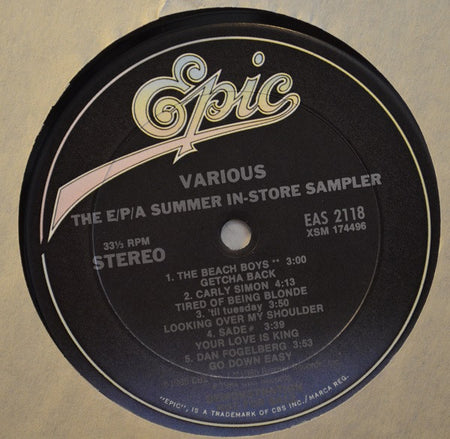 Epic
VARIOUS
THE E/P/A SUMMER IN-STORE SAMPLER
33⅓ RPM
STEREO
EAS 2118
XSM 174496
1. THE BEACH BOYS ** 3:00
GETCHA BACK
2. CARLY SIMON 4:13
TIRED OF BEING BLONDE
3. 'til tuesday 3:50
LOOKING OVER MY SHOULDER
4. SADE# 3:39
YOUR LOVE IS KING
5. DAN FOGELBERG 3:53
GO DOWN EASY
"EPIC", IS A TRADEMARK OF CBS INC./MARCA REG.